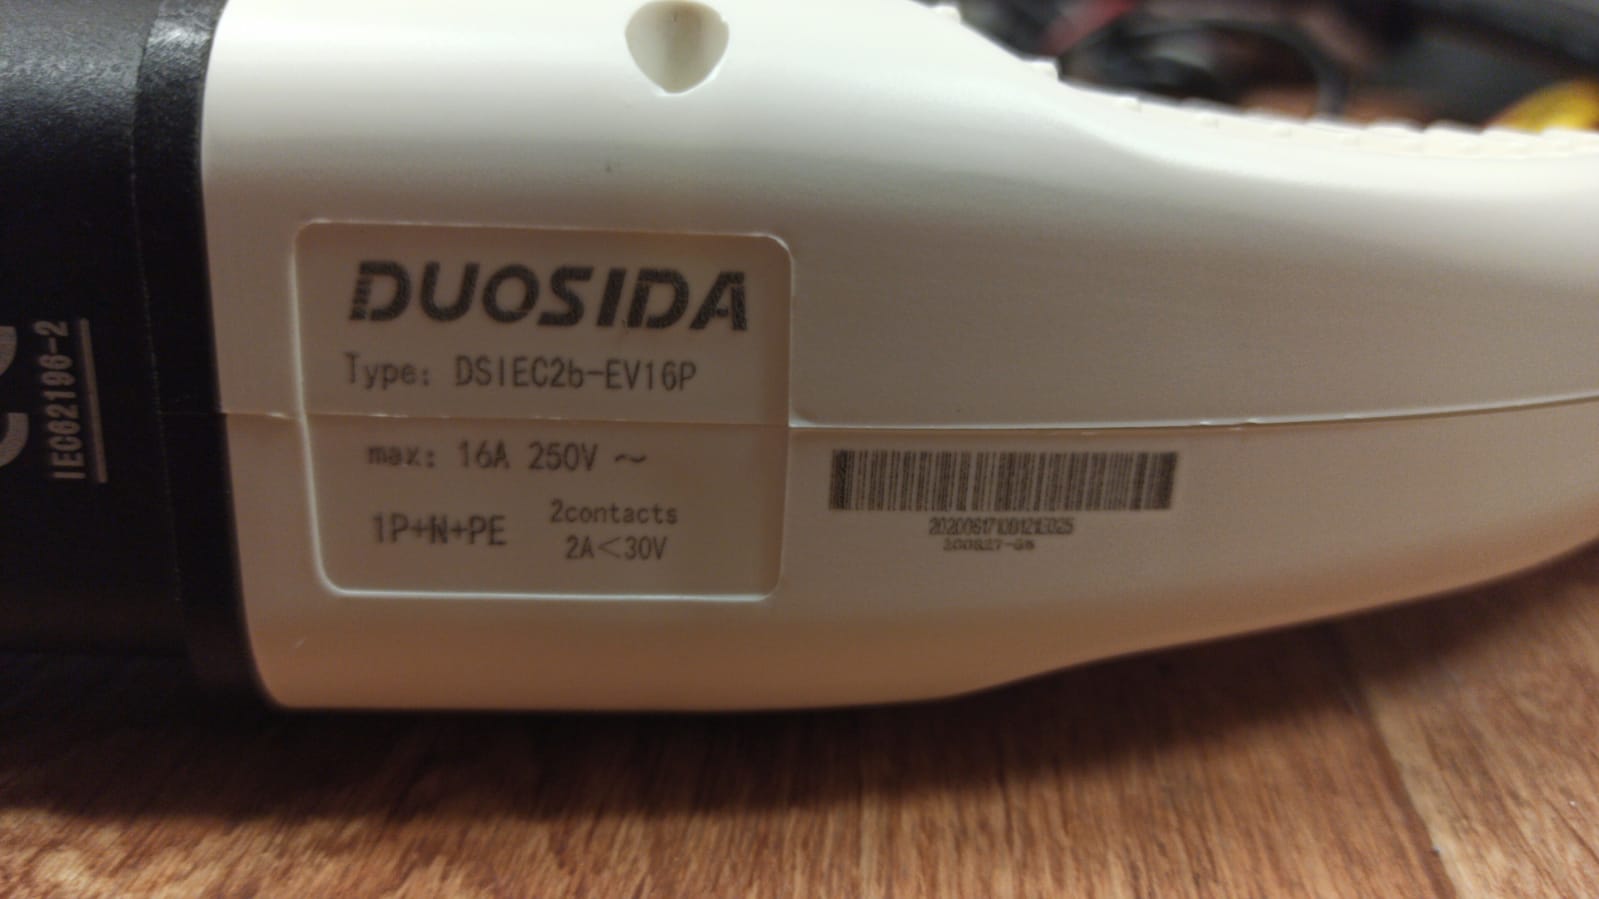 IEC62196-2
DUOSIDA
Type: DSIEC2b-EV16P
max: 16A 250V ~
1P+N+PE
2contacts
2A<30V